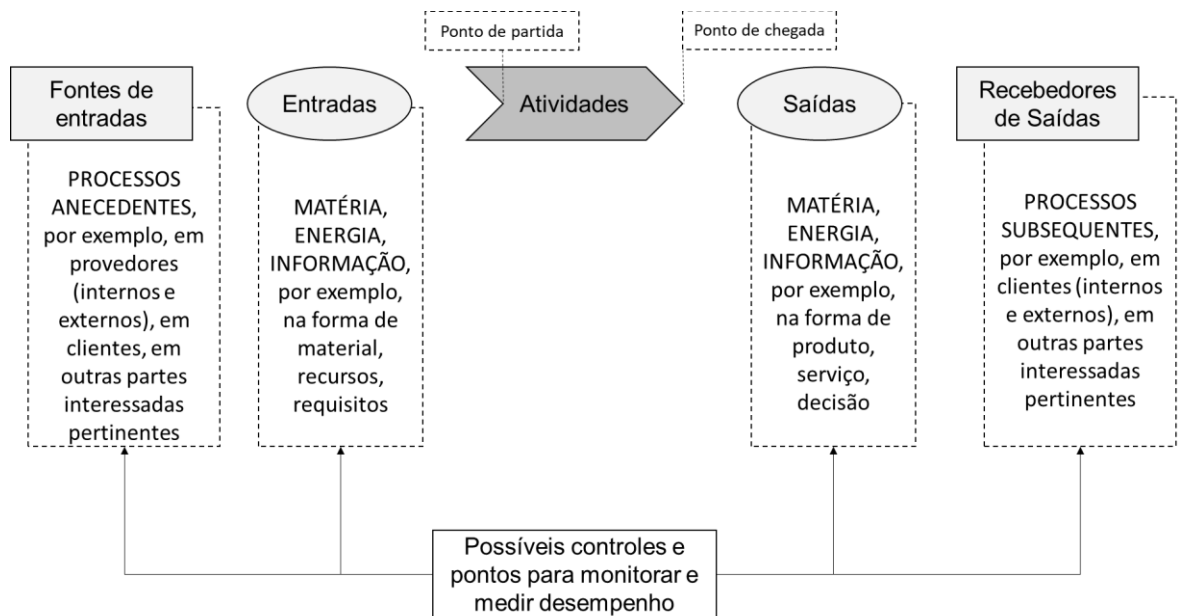 Ponto de partida
Ponto de chegada
Fontes de
entradas
Entradas
Atividades
Saídas
Recebedores
de Saídas
PROCESSOS
ANECEDENTES,
por exemplo, em
provedores
(internos e
externos), em
clientes, em
outras partes
interessadas
pertinentes
MATÉRIA,
ENERGIA,
INFORMAÇÃO,
por exemplo,
na forma de
material,
recursos,
requisitos
MATÉRIA,
ENERGIA,
INFORMAÇÃO,
por exemplo,
na forma de
produto,
serviço,
decisão
PROCESSOS
SUBSEQUENTES,
por exemplo, em
clientes (internos
e externos), em
outras partes
interessadas
pertinentes
Possíveis controles e
pontos para monitorar e
medir desempenho